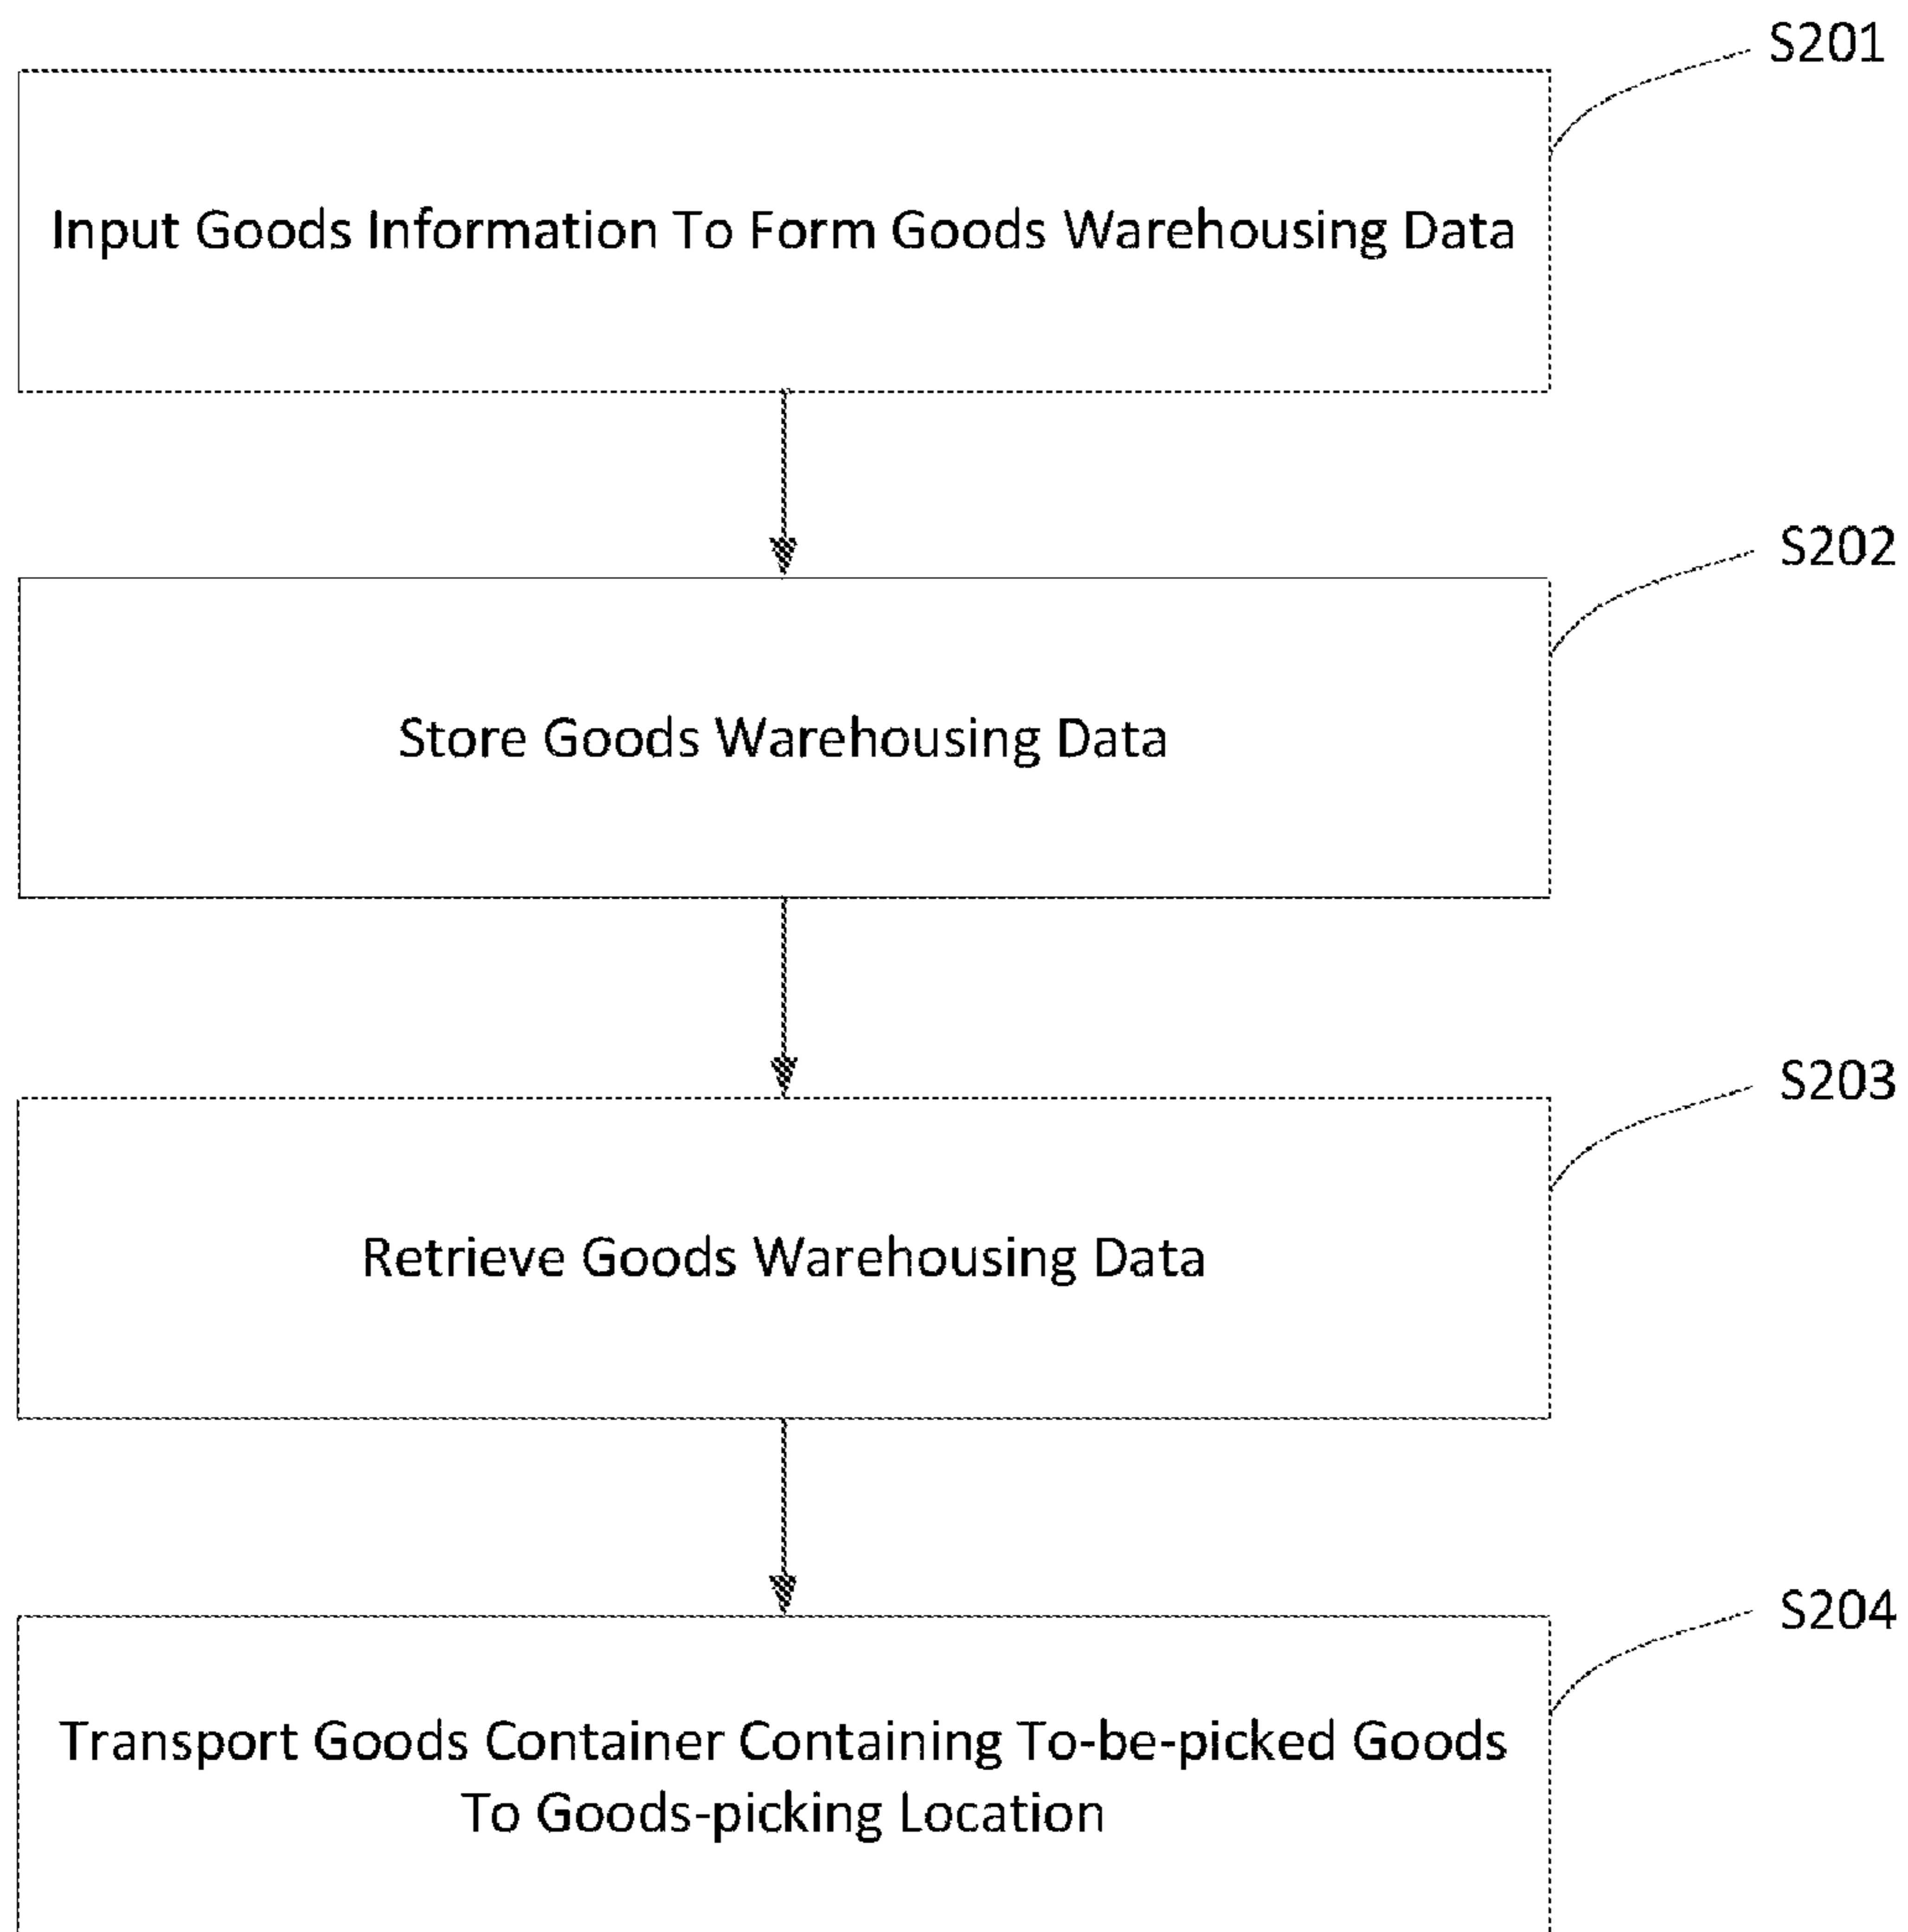 S201
Input Goods Information To Form Goods Warehousing Data
S202
Store Goods Warehousing Data
S203
Retrieve Goods Warehousing Data
S204
Transport Goods Container Containing To-be-picked Goods
To Goods-picking Location